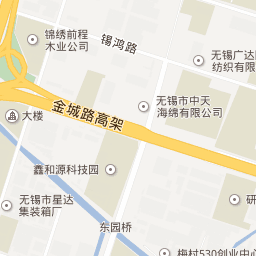 锦绣前程
木业公司
锡鸿路
无锡广达
纺织有限
无锡市中天
海绵有限公司
大楼
金城路高架
鑫和源科技园
无锡市星达
集装箱厂
东园桥
研
梅村530创业中心